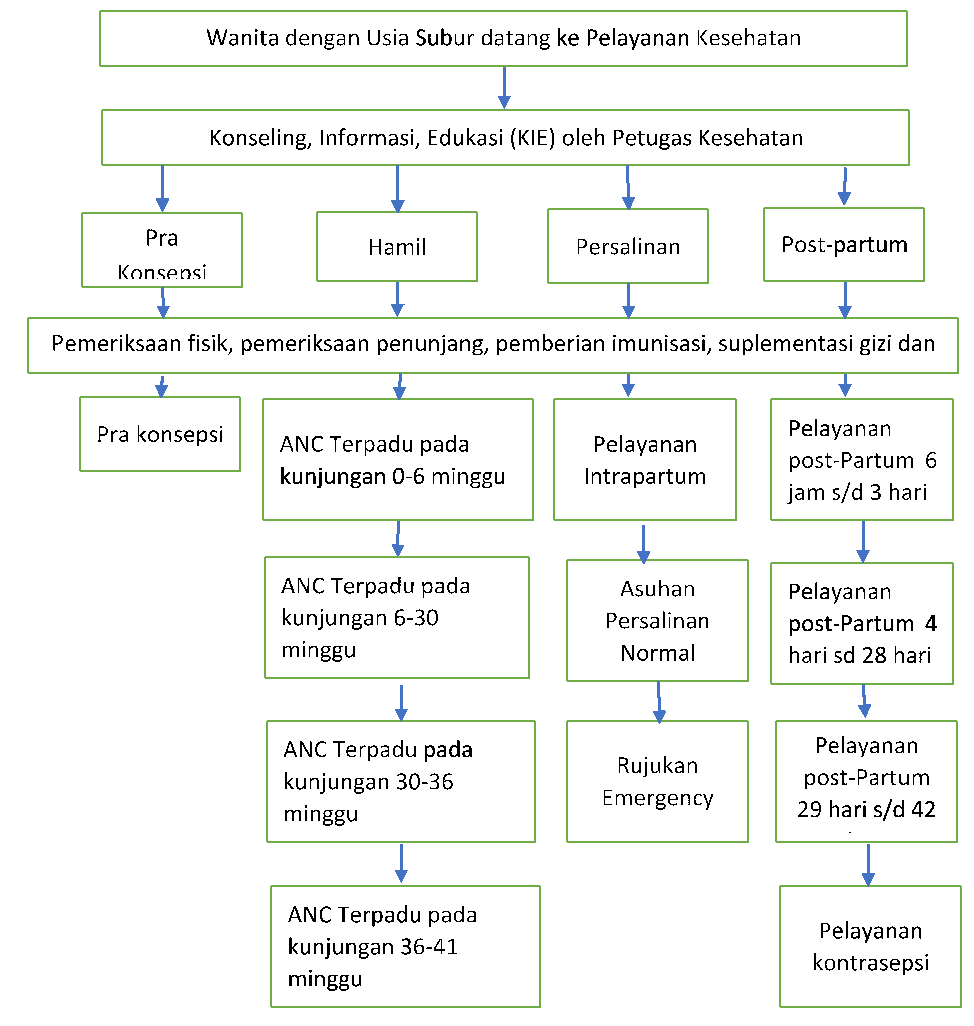 Wanita dengan Usia Subur datang ke Pelayanan Kesehatan
Konseling, Informasi, Edukasi (KIE) oleh Petugas Kesehatan
Pra
Konsepsi
Hamil
Persalinan
Post-partum
Pemeriksaan fisik, pemeriksaan penunjang, pemberian imunisasi, suplementasi gizi dan
Pra konsepsi
ANC Terpadu pada
kunjungan 0-6 minggu
Pelayanan
Intrapartum
Pelayanan
post-Partum 6
jam s/d 3 hari
ANC Terpadu pada
kunjungan 6-30
minggu
Asuhan
Persalinan
Normal
Pelayanan
post-Partum 4
hari sd 28 hari
ANC Terpadu pada
kunjungan 30-36
minggu
Rujukan
Emergency
Pelayanan
post-Partum
29 hari s/d 42
ANC Terpadu pada
kunjungan 36-41
minggu
Pelayanan
kontrasepsi